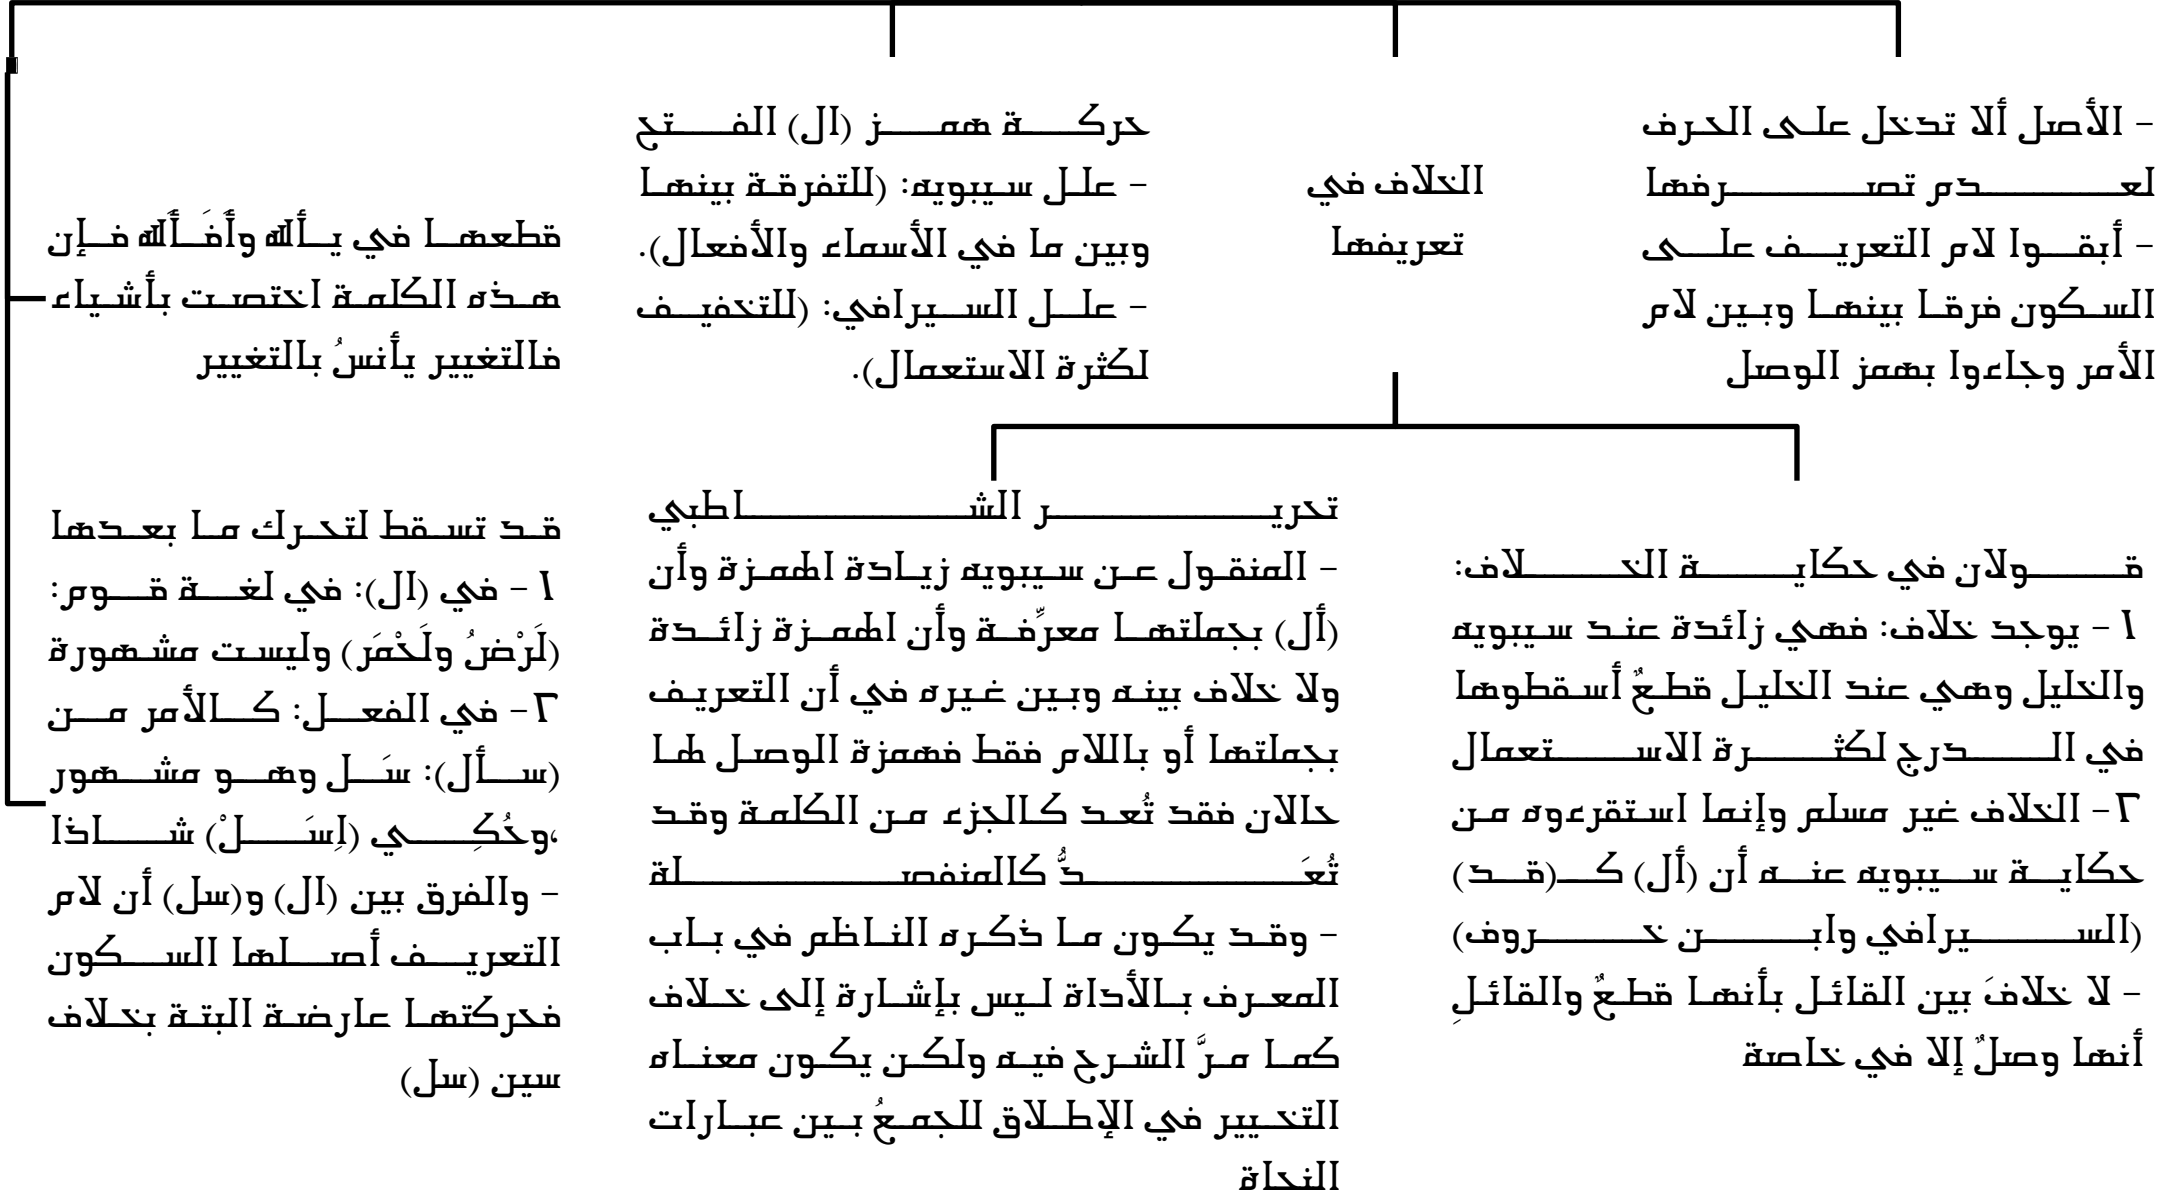 - الأصل ألا تدخل على الحرف
لعدم تصرفها
- أبقوا لام التعريف على
السكون فرقا بينها وبين لام
الأمر وجاءوا بهمز الوصل
الخلاف في
تعريفها
حركة همز (ال) الفتح
- علل سيبويه: (للتفرقة بينها
وبين ما في الأسماء والأفعال).
- علل السيرافي: (للتخفيف
لكثرة الاستعمال).
قطعها في يـألله وأَفَـأَلله فإن
هذه الكلمة اختصت بأشياء
فالتغيير يأنسُ بالتغيير
قولان في حكاية الخلاف:
١ - يوجد خلاف: فهي زائدة عند سيبويه
والخليل وهي عند الخليل قطعٌ أسقطوها
في الدرج لكثرة الاستعمال
٢- الخلاف غير مسلم وإنما استقرءوه من
حكاية سيبويه عنه أن (أل) كـ(قد)
(السيرافي وابن خروف)
- لا خلافَ بين القائل بأنها قطعٌ والقائلِ
أنها وصلٌ إلا في خاصة
تحرير الشاطبي
- المنقول عن سيبويه زيادة الهمزة وأن
(أل) بجملتها معرِّفة وأن الهمزة زائدة
ولا خلاف بينه وبين غيره في أن التعريف
بجملتها أو باللام فقط فهمزة الوصل لها
حالان فقد تُعد كالجزء من الكلمة وقد
تُعَدُّ كالمنفصلة
- وقد يكون ما ذكره الناظم في باب
المعرف بالأداة ليس بإشارة إلى خلاف
كما مرَّ الشرح فيه ولكن يكون معناه
التخيير في الإطلاق للجمعُ بين عبارات
النحاة
قد تسقط لتحرك ما بعدها
١ - في (ال): في لغة قوم:
(لَرْضُ ولَحْمَر) وليست مشهورة
٢- في الفعل: كالأمر من
(سأل): سَل وهو مشهور
،وحُكِي (اِسَلْ) شاذا
- والفرق بين (ال) و(سل) أن لام
التعريف أصلها السكون
فحركتها عارضة البتة بخلاف
سين (سل)